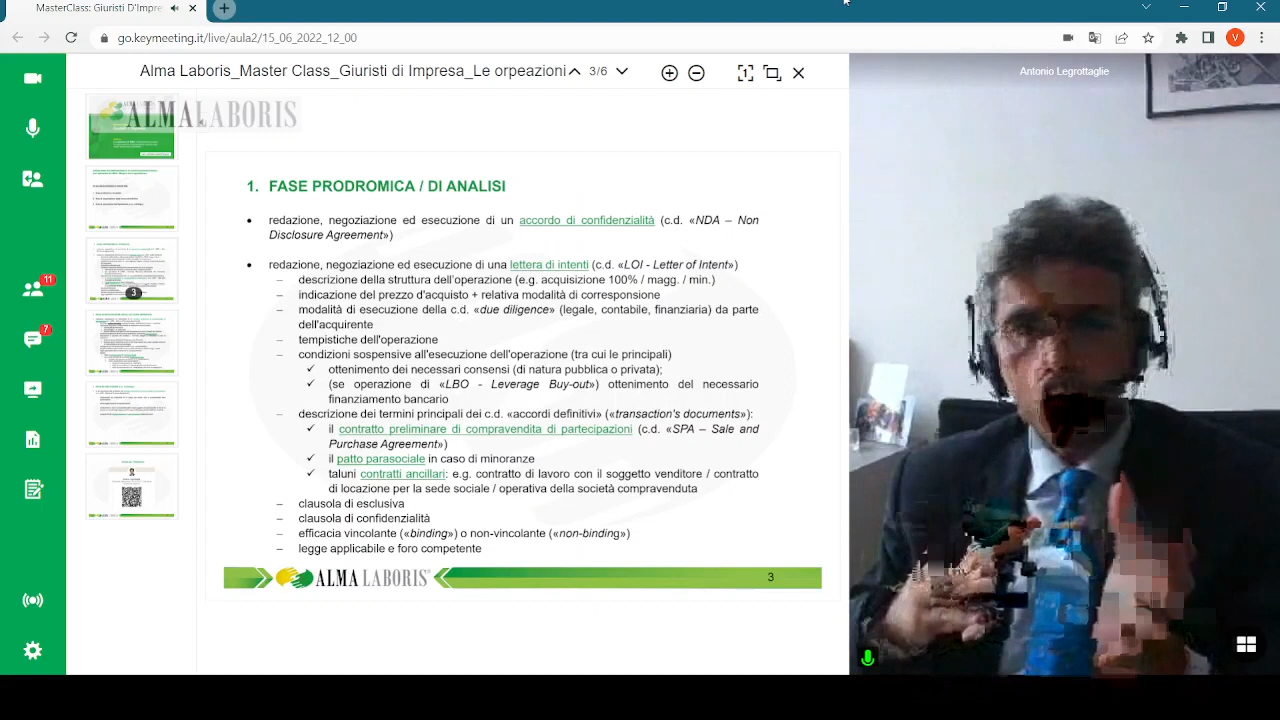 MasterClass: Giuristi D'Impres
go.keymeeting.it/live/aula2/15_06_2022_12_00
V
Alma Laboris_Master Class_Giuristi di Impresa_Le orpeazioni
3/6
Antonio Legrottaglie
ALMA LABORIS
1. FASE PRODROMICA / DI ANALISI
• redazione, negoziazione ed esecuzione di un accordo di confidenzialità (c.d. «NDA – Non
Disclosure Agreement»)
• redazione, negoziazione ed esecuzione di una lettera di intenti (c.d. «LOI - Letter of Intent»)
– descrizione della struttura dell'operazione (e.g. acquisizione 100% / magg. / min.)
– indicazione del prezzo d'acquisto + relativa modalità di corresponsione
– modalità di esecuzione della c.d. «due diligence» (legale, contabile, finanziaria) da parte
dell'acquirente
– tempistiche dell'operazione
– condizioni sospensive all'esecuzione dell'operazione (tra cui le principali)
✓ ottenimento dei necessari consensi (di natura pubblica o privata);
✓ (se operazione di «LBO - Leveraged Buy-out») ottenimento del necessario
finanziamento bancario
– definizione dei termini principali dei c.d. «accordi definitivi» («transaction's documents»):
✓ il contratto preliminare di compravendita di partecipazioni (c.d. «SPA – Sale and
Purchase Agreement»)
✓ il patto parasociale in caso di minoranze
✓ taluni contratti ancillari: e.g. contratto di lavoro con il soggetto venditore / contratto
di locazione per la sede sociale / operativa della società compravenduta
– clausola di esclusiva
– clausola di confidenzialità
– efficacia vincolante («binding») o non-vincolante («non-binding»)
– legge applicabile e foro competente
ALMA LABORIS
3
11
7
3